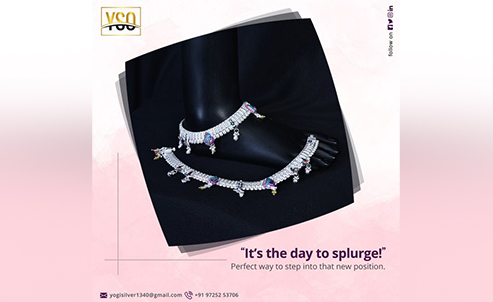 YSO
follow on
"It's the day to splurge!"
Perfect way to step into that new position.
yogisilver1340@gmail.com +91 97252 53706